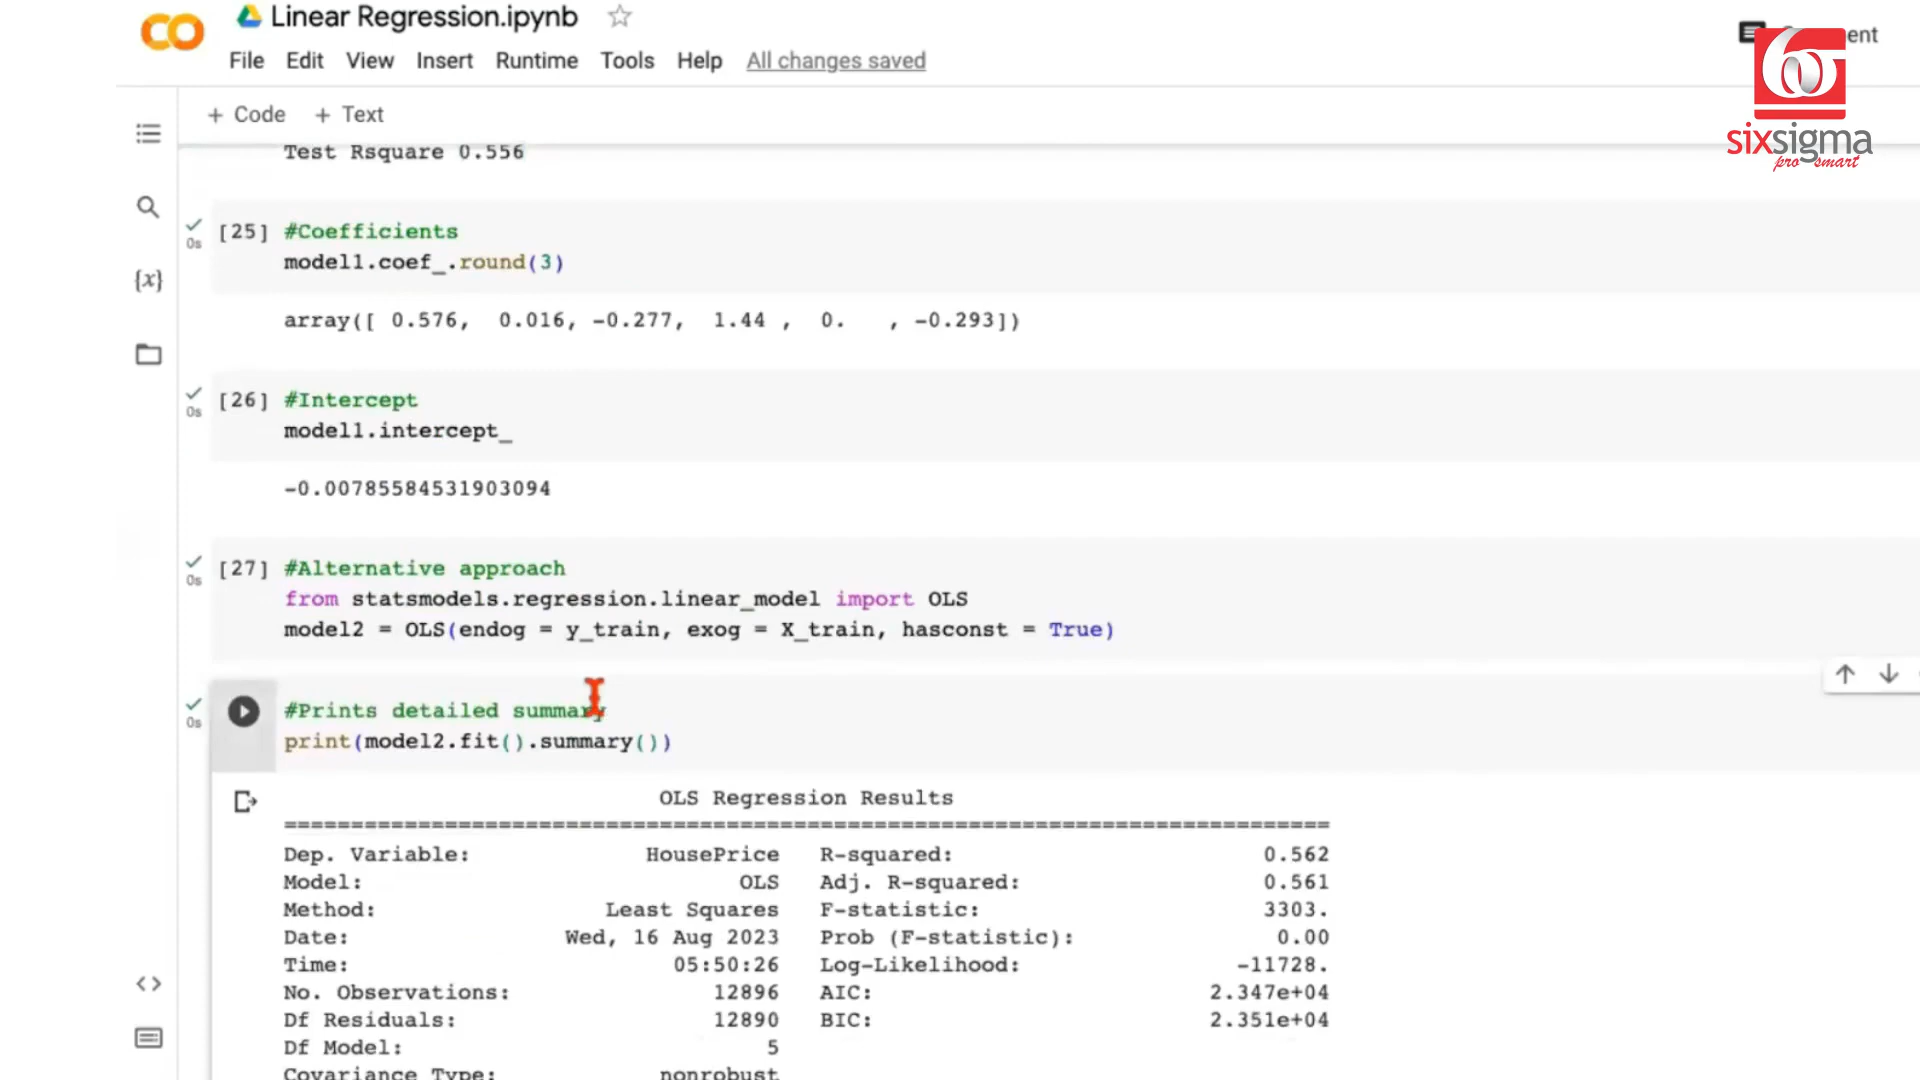 Linear Regression.ipynb
File Edit View Insert Runtime Tools Help All changes saved
sixsigma
pro smart
+ Code + Text
Test Rsquare 0.556
[25] #Coefficients
model1.coef_.round(3)
0s
array([ 0.576, 0.016, -0.277, 1.44 , 0. , -0.293])
{x}
[26] #Intercept
0s
model1.intercept_
-0.00785584531903094
[27] #Alternative approach
0s
from statsmodels.regression.linear_model import OLS
model2 = OLS(endog = y_train, exog = X_train, hasconst = True)
#Prints detailed summary
0s
print(model2.fit().summary())
OLS Regression Results
==============================================================================
Dep. Variable: HousePrice R-squared: 0.562
Model: OLS Adj. R-squared: 0.561
Method: Least Squares F-statistic: 3303.
Date: Wed, 16 Aug 2023 Prob (F-statistic): 0.00
Time: 05:50:26 Log-Likelihood: -11728.
No. Observations: 12896 AIC: 2.347e+04
Df Residuals: 12890 BIC: 2.351e+04
Df Model: 5
Covariance Type: nonrobust